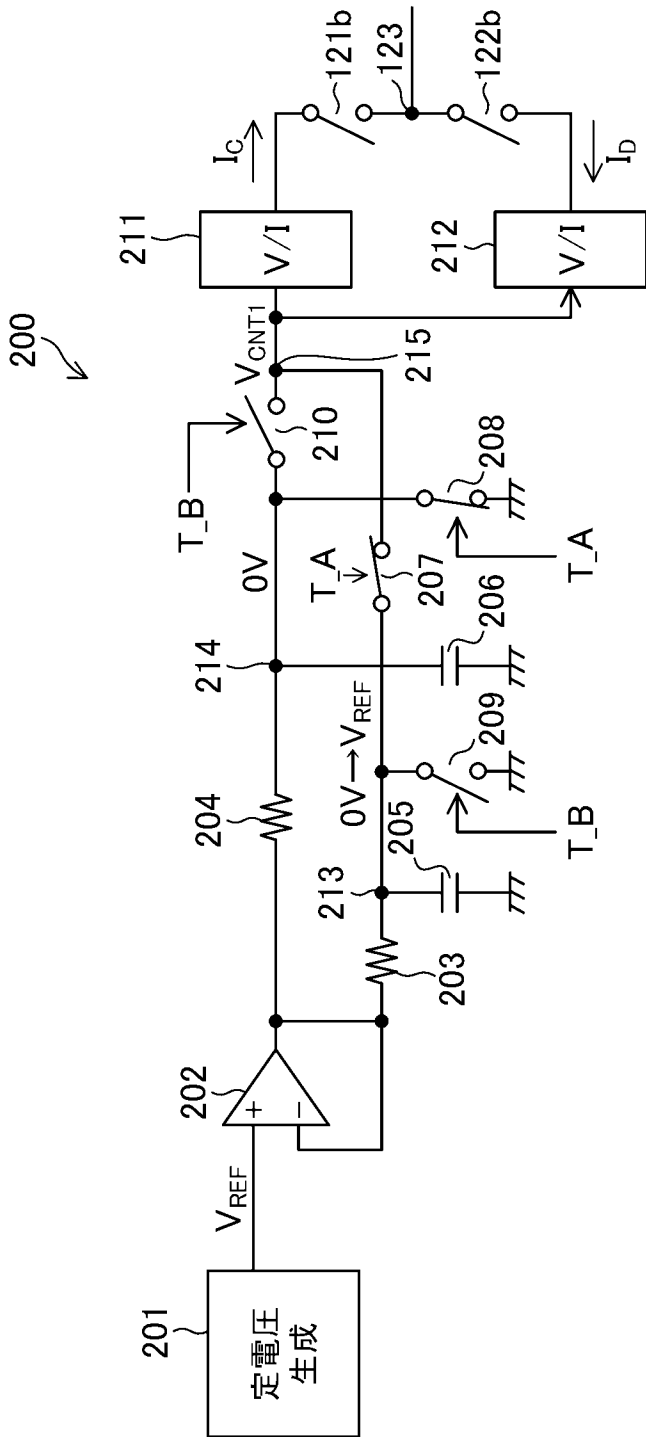 200
201
定電圧
生成
V_REF
202
+
−
203
204
213
205
0V→V_REF
T_B
209
214
206
0V
T_A
207
T_A
208
T_B
210
V_CNT1
215
211
V/I
212
V/I
I_C
I_D
121b
123
122b